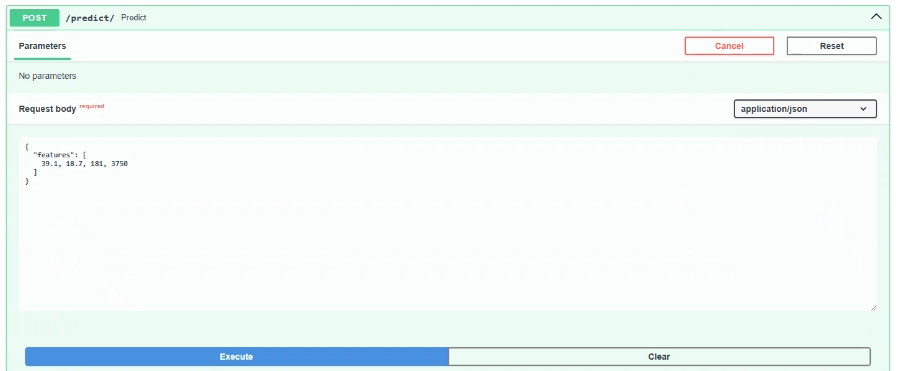 POST /predict/ Predict
Parameters Cancel Reset
No parameters
Request body required application/json
{
"features": [
39.1, 18.7, 181, 3750
]
}
Execute Clear